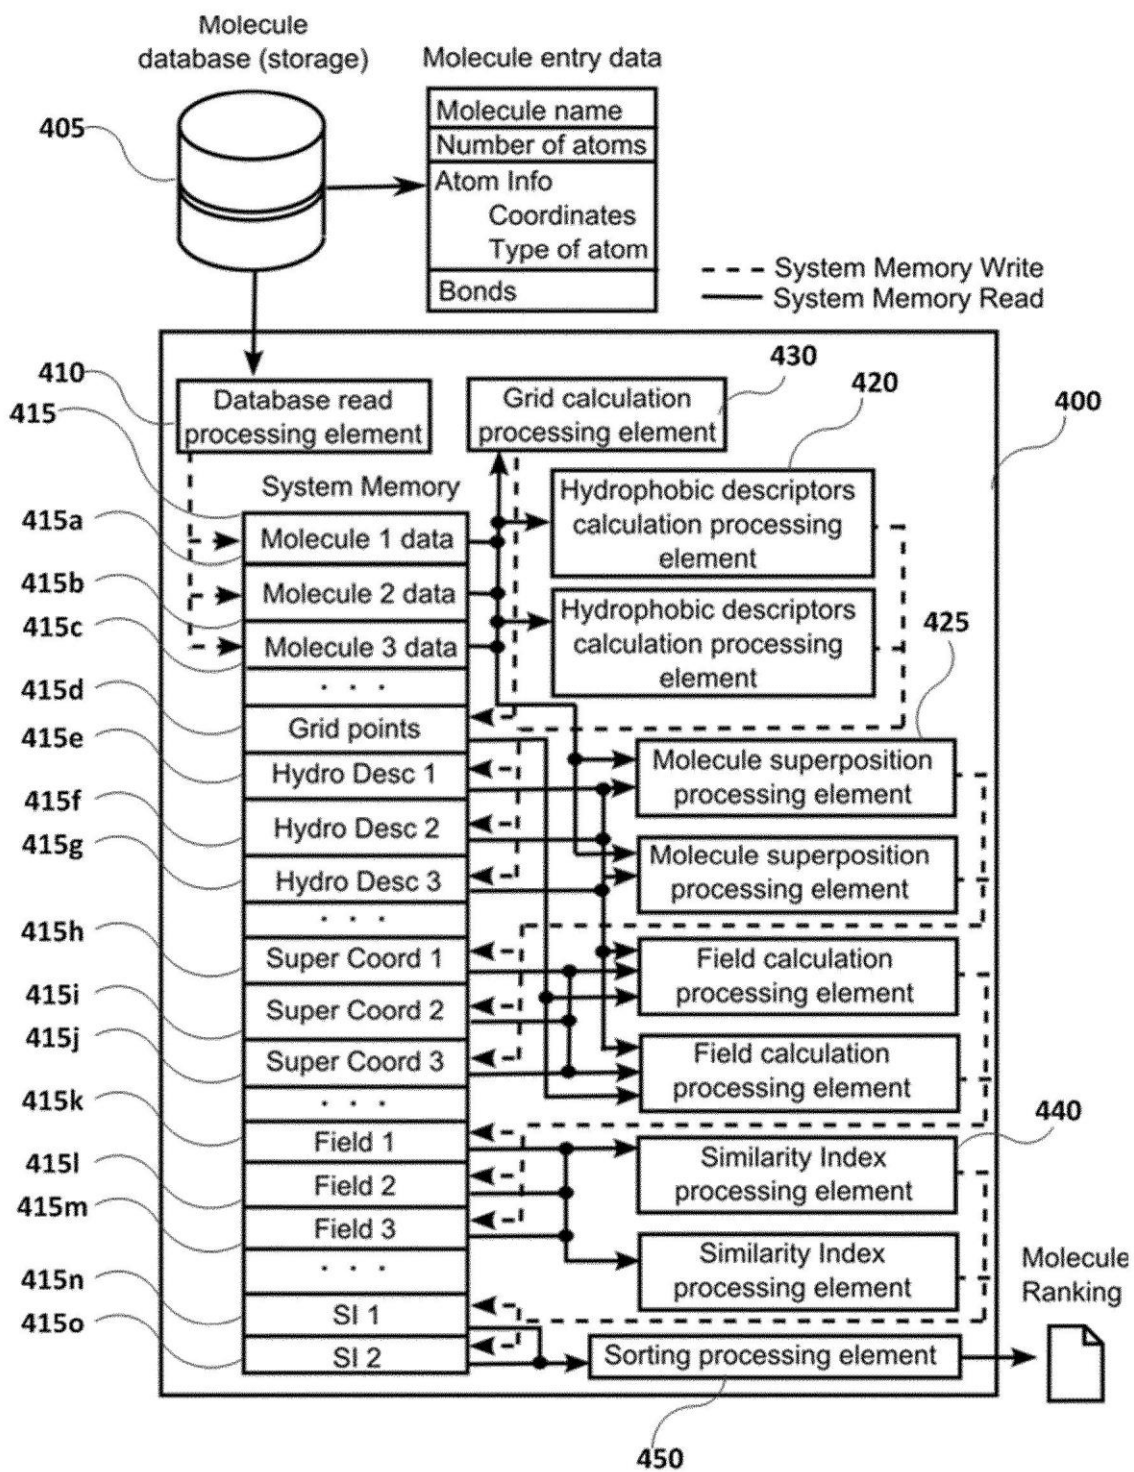 Molecule
database (storage)
Molecule entry data
405
Molecule name
Number of atoms
Atom Info
Coordinates
Type of atom
Bonds
System Memory Write
System Memory Read
410
415
Database read
processing element
430
Grid calculation
processing element
420
400
System Memory
Hydrophobic descriptors
calculation processing
element
Hydrophobic descriptors
calculation processing
element
415a
Molecule 1 data
415b
Molecule 2 data
415c
Molecule 3 data
. . .
415d
Grid points
415e
Hydro Desc 1
415f
Hydro Desc 2
415g
Hydro Desc 3
. . .
425
Molecule superposition
processing element
Molecule superposition
processing element
415h
Super Coord 1
415i
Super Coord 2
415j
Super Coord 3
. . .
Field calculation
processing element
Field calculation
processing element
415k
Field 1
415l
Field 2
415m
Field 3
. . .
440
Similarity Index
processing element
Similarity Index
processing element
415n
SI 1
415o
SI 2
Sorting processing element
450
Molecule
Ranking